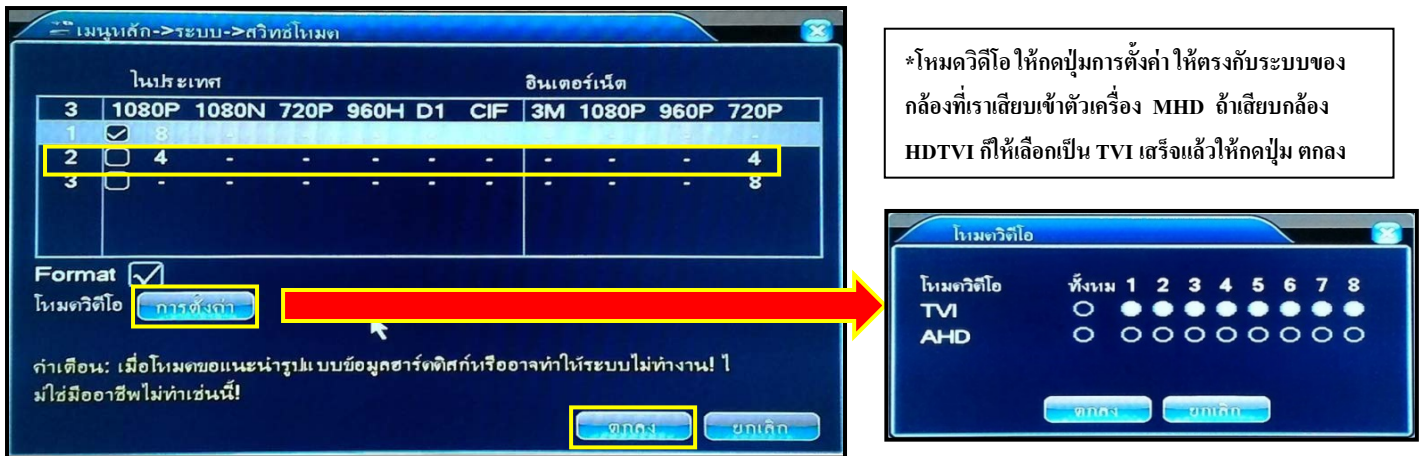 เมนูหลัก->ระบบ->สวิทช์โหมด
ในประเทศ อินเตอร์เน็ต
3 1080P 1080N 720P 960H D1 CIF 3M 1080P 960P 720P
1 8 - - - - - - - - -
2 4 - - - - - - - - 4
3 - - - - - - - - - 8
Format
โหมดวิดีโอ การตั้งค่า
คำเตือน: เมื่อโหมดขอแนะนำรูปแบบข้อมูลฮาร์ดดิสก์หรืออาจทำให้ระบบไม่ทำงาน! ไ
ม่ใช่มืออาชีพไม่ทำเช่นนี้!
ตกลง ยกเลิก
*โหมดวิดีโอ ให้กดปุ่มการตั้งค่า ให้ตรงกับระบบของ
กล้องที่เราเสียบเข้าตัวเครื่อง MHD ถ้าเสียบกล้อง
HDTVI ก็ให้เลือกเป็น TVI เสร็จแล้วให้กดปุ่ม ตกลง
โหมดวิดีโอ
โหมดวิดีโอ ทั้งหม 1 2 3 4 5 6 7 8
TVI
AHD
ตกลง ยกเลิก